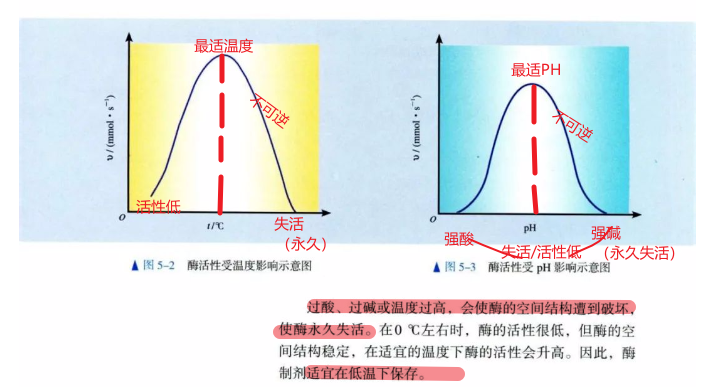 最适温度
不可逆
活性低
υ/(mmol·s⁻¹)
O
t/℃
失活
(永久)
▲图5-2 酶活性受温度影响示意图
最适PH
不可逆
υ/(mmol·s⁻¹)
O
pH
强酸
失活/活性低
强碱
(永久失活)
▲图5-3 酶活性受pH影响示意图
过酸、过碱或温度过高，会使酶的空间结构遭到破坏，
使酶永久失活。在0 ℃左右时，酶的活性很低，但酶的空
间结构稳定，在适宜的温度下酶的活性会升高。因此，酶
制剂适宜在低温下保存。